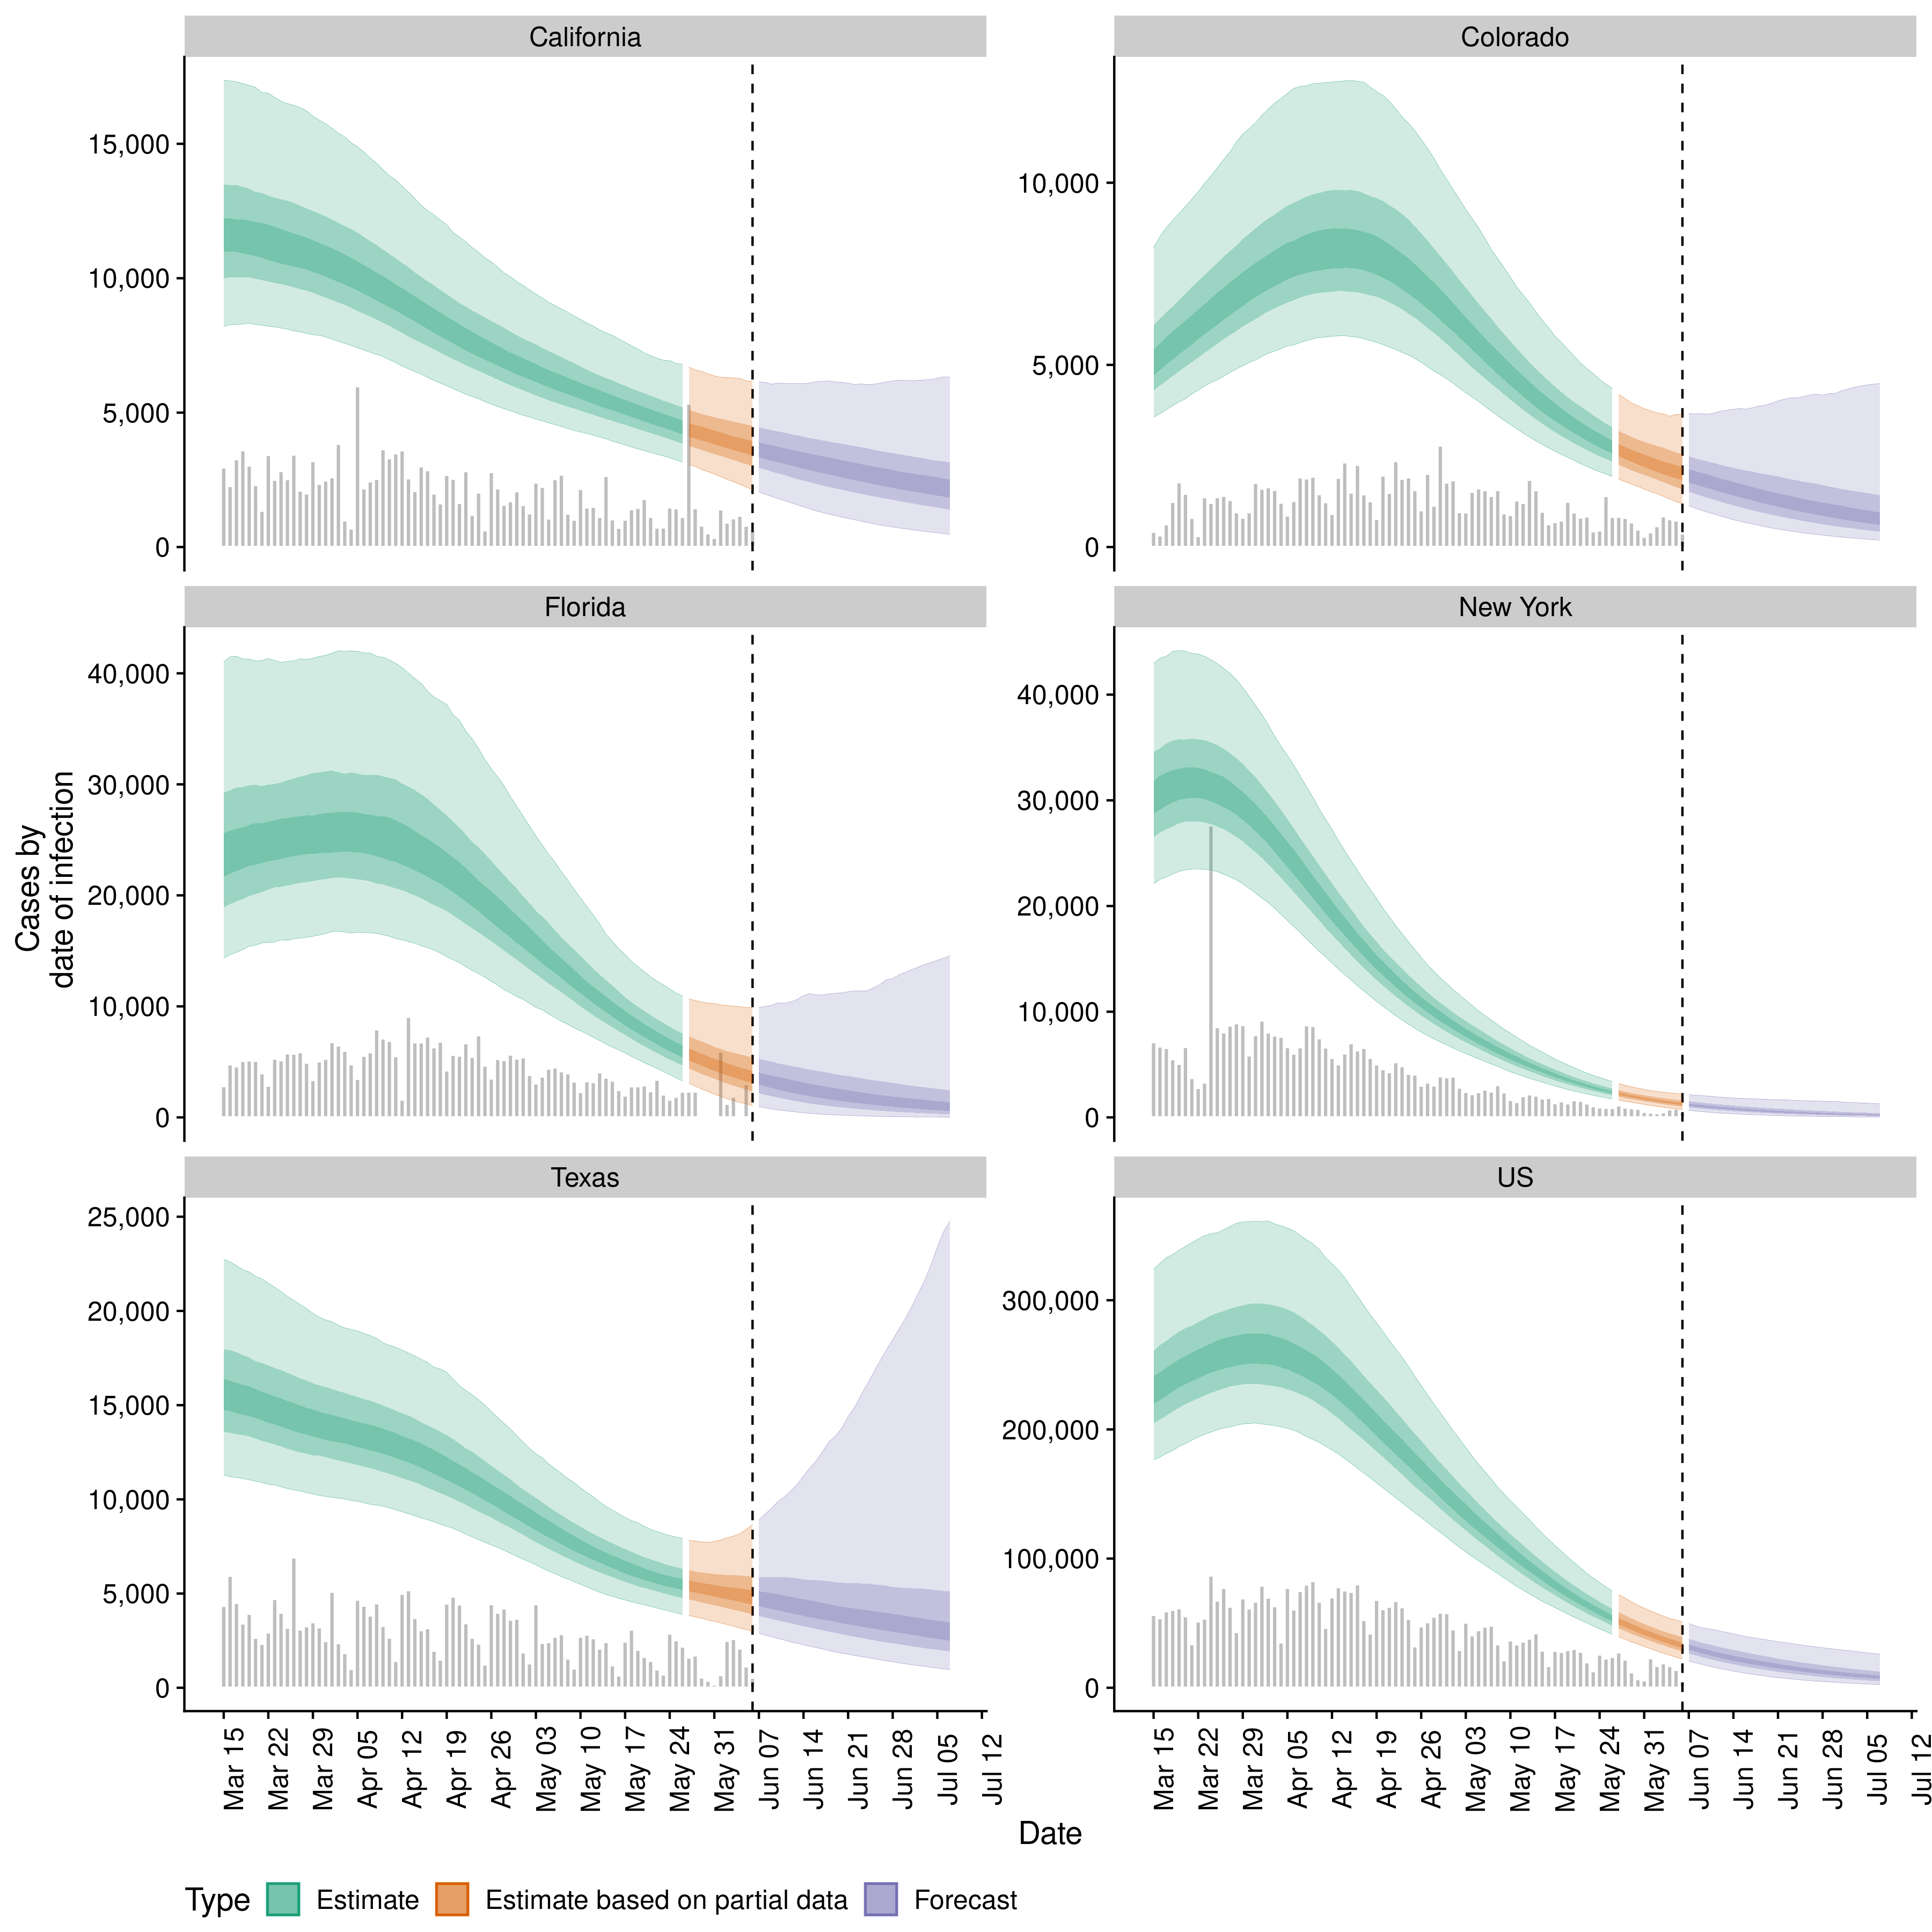 California
Colorado
15,000
10,000
5,000
0
10,000
5,000
0
Florida
New York
40,000
30,000
20,000
10,000
0
40,000
30,000
20,000
10,000
0
Cases by
date of infection
Texas
US
25,000
20,000
15,000
10,000
5,000
0
300,000
200,000
100,000
0
Mar 15
Mar 22
Mar 29
Apr 05
Apr 12
Apr 19
Apr 26
May 03
May 10
May 17
May 24
May 31
Jun 07
Jun 14
Jun 21
Jun 28
Jul 05
Jul 12
Mar 15
Mar 22
Mar 29
Apr 05
Apr 12
Apr 19
Apr 26
May 03
May 10
May 17
May 24
May 31
Jun 07
Jun 14
Jun 21
Jun 28
Jul 05
Jul 12
Date
Type Estimate Estimate based on partial data Forecast